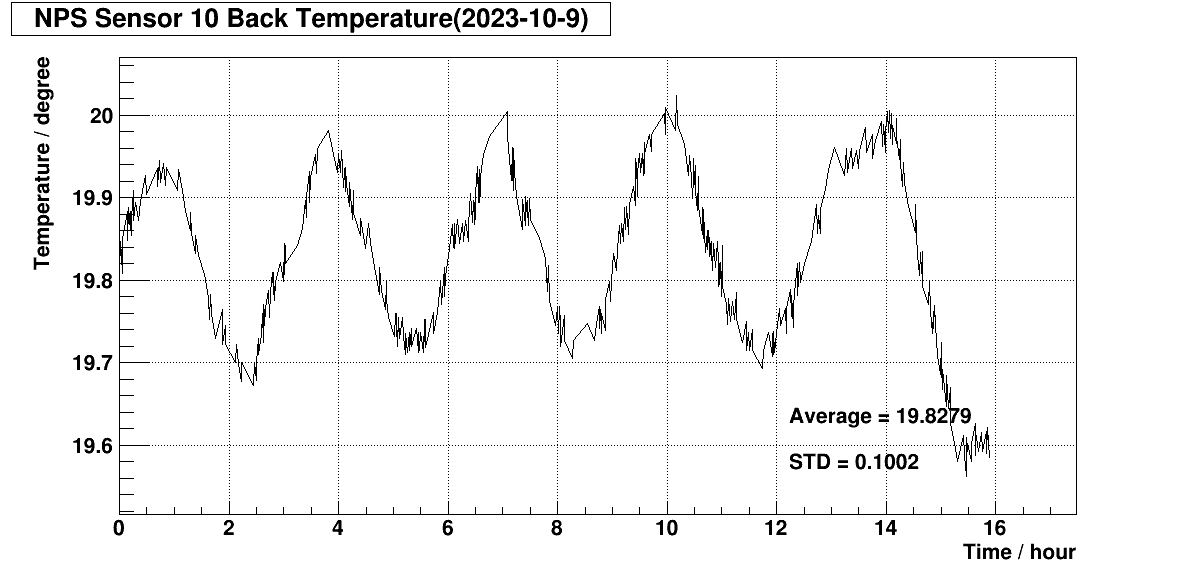 NPS Sensor 10 Back Temperature(2023-10-9)
Temperature / degree
20
19.9
19.8
19.7
19.6
Average = 19.8279
STD = 0.1002
0 2 4 6 8 10 12 14 16
Time / hour